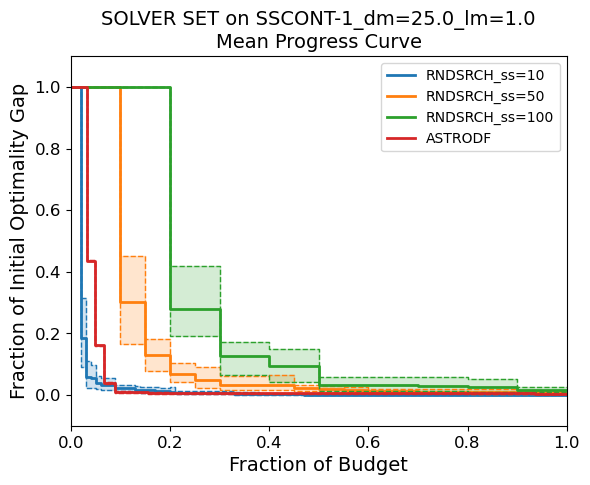 SOLVER SET on SSCONT-1_dm=25.0_lm=1.0
Mean Progress Curve
RNDSRCH_ss=10
RNDSRCH_ss=50
RNDSRCH_ss=100
ASTRODF
Fraction of Initial Optimality Gap
1.0
0.8
0.6
0.4
0.2
0.0
0.0 0.2 0.4 0.6 0.8 1.0
Fraction of Budget